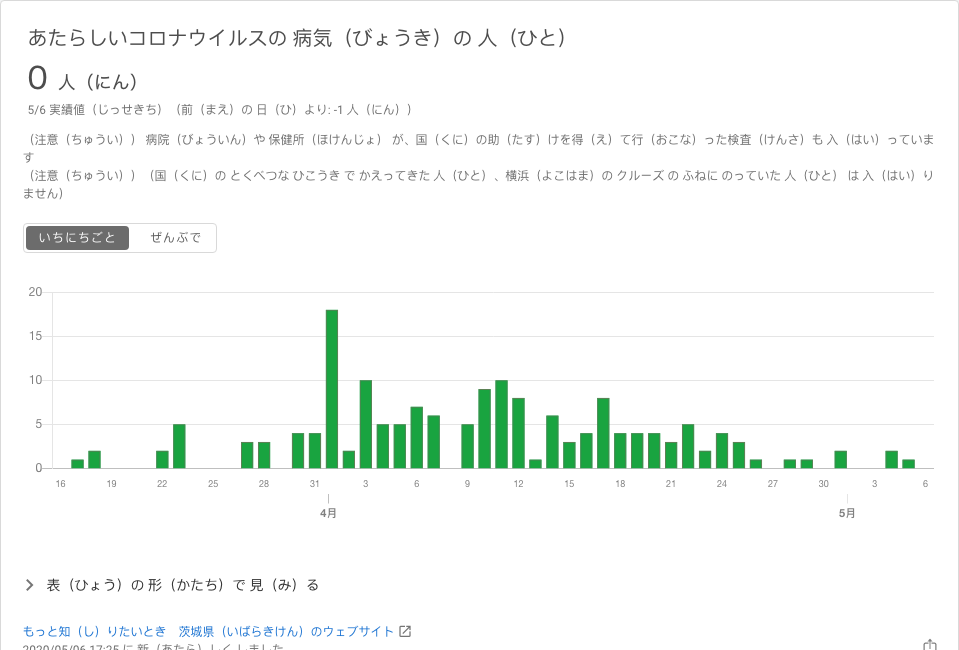 あたらしいコロナウイルスの 病気（びょうき）の 人（ひと）
0 人（にん）
5/6 実績値（じっせきち）（前（まえ）の 日（ひ）より: -1 人（にん））
（注意（ちゅうい）） 病院（びょういん）や 保健所（ほけんじょ） が、国（くに）の助（たす）けを得（え）て行（おこな）った検査（けんさ）も 入（はい）っていま
す
（注意（ちゅうい））（国（くに）の とくべつな ひこうき で かえってきた 人（ひと）、横浜（よこはま）の クルーズ の ふねに のっていた 人（ひと） は 入（はい）り
ません）
いちにちごと ぜんぶで
20
15
10
5
0
16 19 22 25 28 31 3 6 9 12 15 18 21 24 27 30 3 6
4月 5月
表（ひょう）の 形（かたち）で 見（み）る
もっと知（し）りたいとき　茨城県（いばらきけん）のウェブサイト
2020/05/06 17:25 に 新（あたら）しく しました